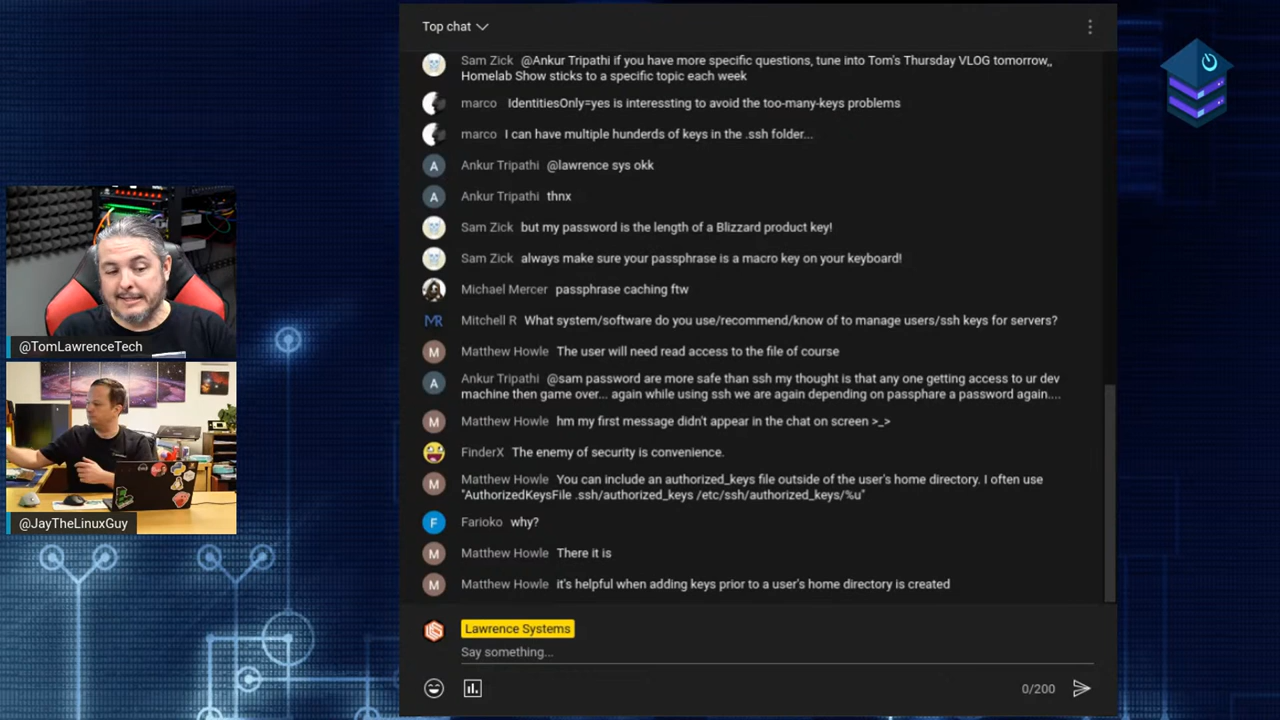 Top chat
Sam Zick @Ankur Tripathi if you have more specific questions, tune into Tom's Thursday VLOG tomorrow,,
Homelab Show sticks to a specific topic each week
marco IdentitiesOnly=yes is interessting to avoid the too-many-keys problems
marco I can have multiple hunderds of keys in the .ssh folder...
A Ankur Tripathi @lawrence sys okk
A Ankur Tripathi thnx
Sam Zick but my password is the length of a Blizzard product key!
Sam Zick always make sure your passphrase is a macro key on your keyboard!
Michael Mercer passphrase caching ftw
MR Mitchell R What system/software do you use/recommend/know of to manage users/ssh keys for servers?
M Matthew Howle The user will need read access to the file of course
A Ankur Tripathi @sam password are more safe than ssh my thought is that any one getting access to ur dev
machine then game over... again while using ssh we are again depending on passphare a password again....
M Matthew Howle hm my first message didn't appear in the chat on screen >_>
FinderX The enemy of security is convenience.
M Matthew Howle You can include an authorized_keys file outside of the user's home directory. I often use
"AuthorizedKeysFile .ssh/authorized_keys /etc/ssh/authorized_keys/%u"
F Farioko why?
M Matthew Howle There it is
M Matthew Howle it's helpful when adding keys prior to a user's home directory is created
Lawrence Systems
Say something...
0/200
@TomLawrenceTech
@JayTheLinuxGuy